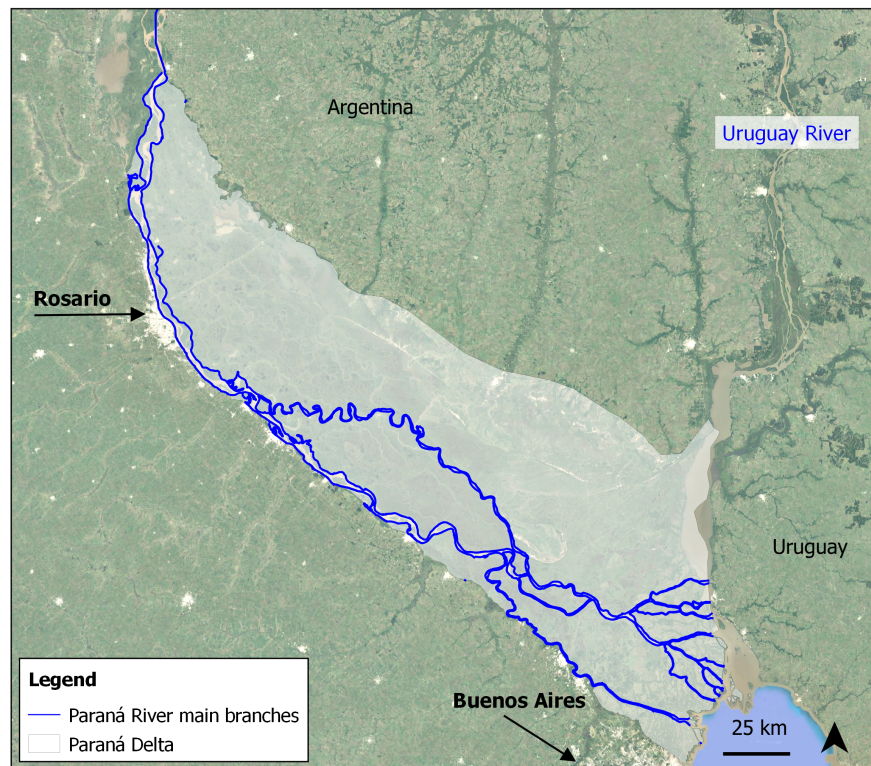 Argentina
Uruguay River
Rosario
Uruguay
Legend
Paraná River main branches
Paraná Delta
Buenos Aires
25 km